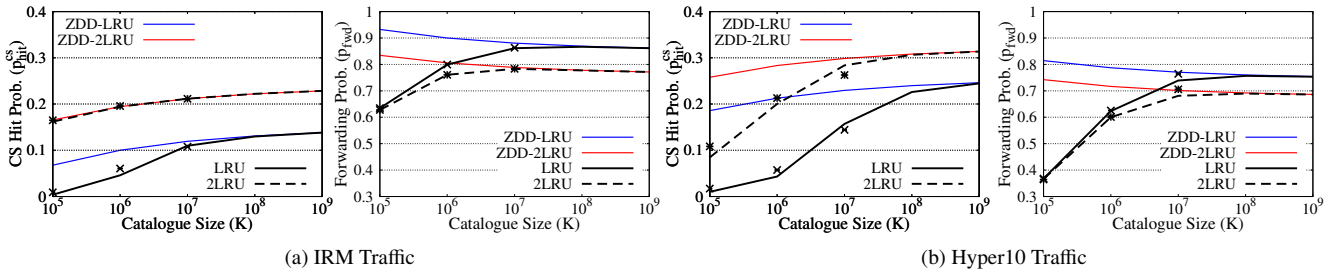 CS Hit Prob. (p_hit^cs)
0.4
0.3
0.2
0.1
0
ZDD-LRU
ZDD-2LRU
LRU
2LRU
10^5 10^6 10^7 10^8 10^9
Catalogue Size (K)
Forwarding Prob. (p_fwd)
1
0.9
0.8
0.7
0.6
0.5
0.4
0.3
ZDD-LRU
ZDD-2LRU
LRU
2LRU
10^5 10^6 10^7 10^8 10^9
Catalogue Size (K)
(a) IRM Traffic
CS Hit Prob. (p_hit^cs)
0.4
0.3
0.2
0.1
0
ZDD-LRU
ZDD-2LRU
LRU
2LRU
10^5 10^6 10^7 10^8 10^9
Catalogue Size (K)
Forwarding Prob. (p_fwd)
1
0.9
0.8
0.7
0.6
0.5
0.4
0.3
ZDD-LRU
ZDD-2LRU
LRU
2LRU
10^5 10^6 10^7 10^8 10^9
Catalogue Size (K)
(b) Hyper10 Traffic